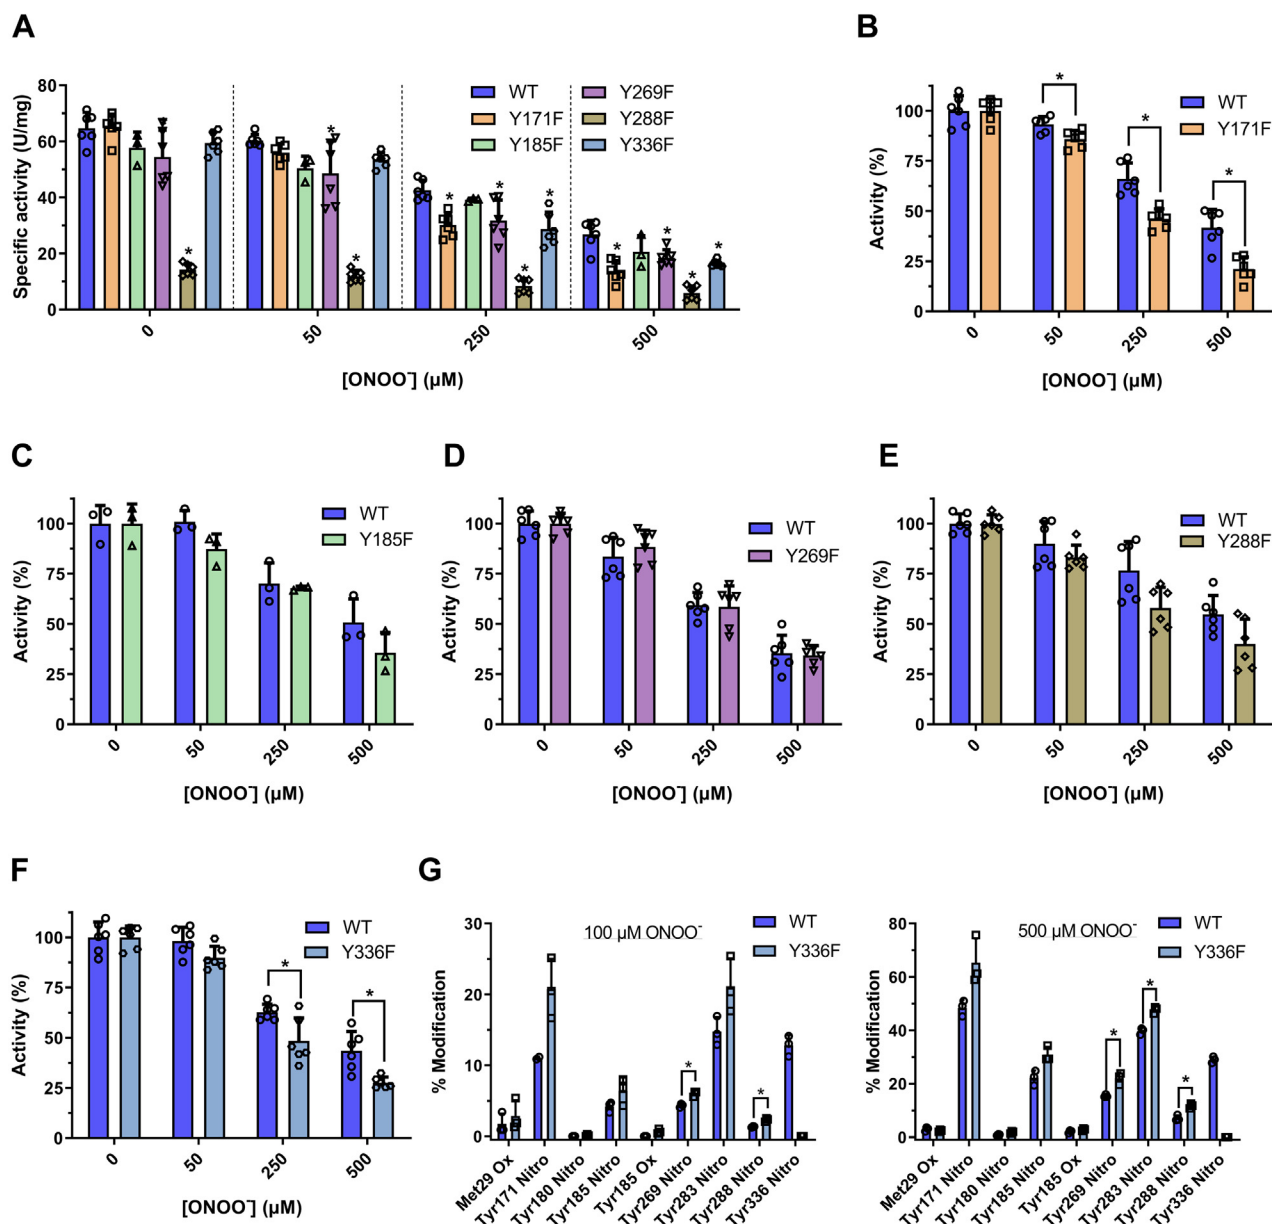 A
Specific activity (U/mg)
80
60
40
20
0
WT
Y171F
Y185F
Y269F
Y288F
Y336F
* * * * * * * * * * * *
0 50 250 500
[ONOO⁻] (µM)
B
Activity (%)
100
75
50
25
0
WT
Y171F
* * *
0 50 250 500
[ONOO⁻] (µM)
C
Activity (%)
100
75
50
25
0
WT
Y185F
0 50 250 500
[ONOO⁻] (µM)
D
Activity (%)
100
75
50
25
0
WT
Y269F
0 50 250 500
[ONOO⁻] (µM)
E
Activity (%)
100
75
50
25
0
WT
Y288F
0 50 250 500
[ONOO⁻] (µM)
F
Activity (%)
100
75
50
25
0
WT
Y336F
* *
0 50 250 500
[ONOO⁻] (µM)
G
% Modification
30
20
10
0
100 µM ONOO⁻
WT
Y336F
* *
Met29 Ox
Tyr171 Nitro
Tyr180 Nitro
Tyr185 Nitro
Tyr185 Ox
Tyr269 Nitro
Tyr283 Nitro
Tyr288 Nitro
Tyr336 Nitro
% Modification
80
60
40
20
0
500 µM ONOO⁻
WT
Y336F
* * *
Met29 Ox
Tyr171 Nitro
Tyr180 Nitro
Tyr185 Nitro
Tyr185 Ox
Tyr269 Nitro
Tyr283 Nitro
Tyr288 Nitro
Tyr336 Nitro